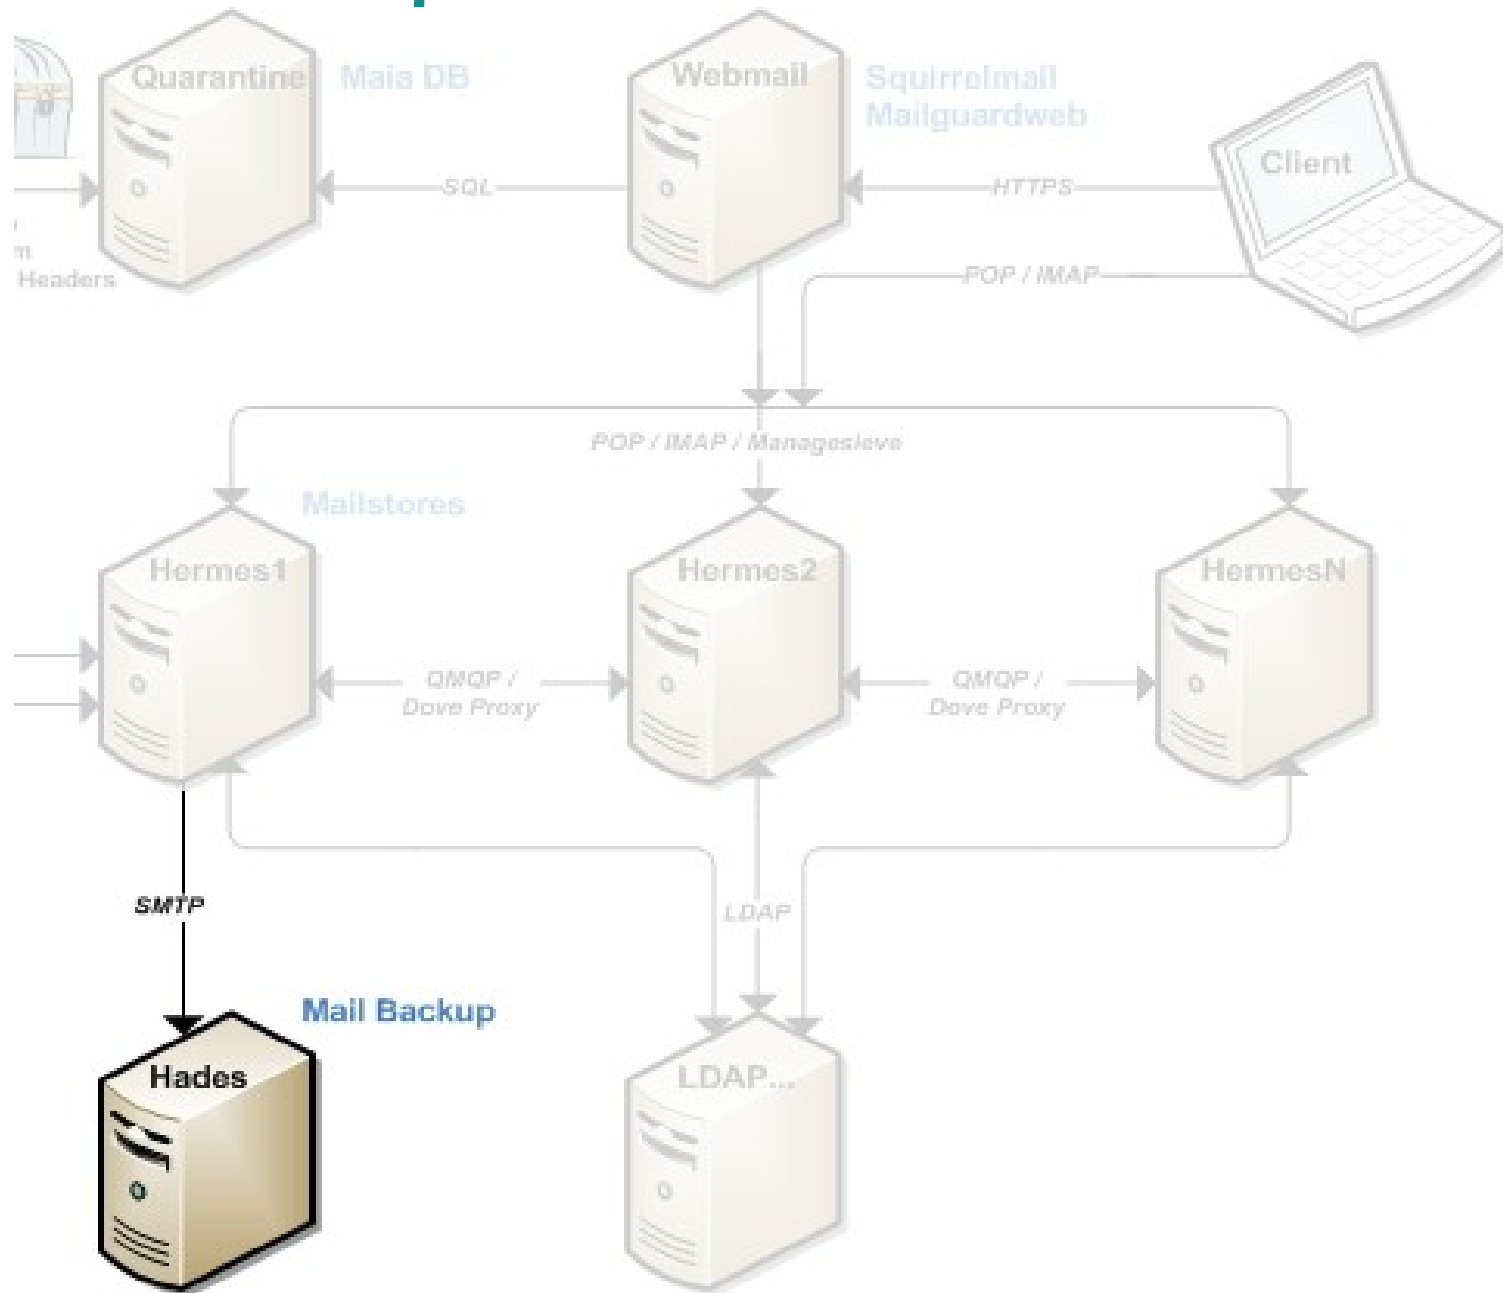 Quarantine
Maia DB
Webmail
Squirrelmail
Mailguardweb
Client
SQL
HTTPS
m
Headers
POP / IMAP
POP / IMAP / Managesieve
Mailstores
Hermes1
Hermes2
HermesN
QMQP /
Dove Proxy
QMQP /
Dove Proxy
SMTP
LDAP
Mail Backup
Hades
LDAP...